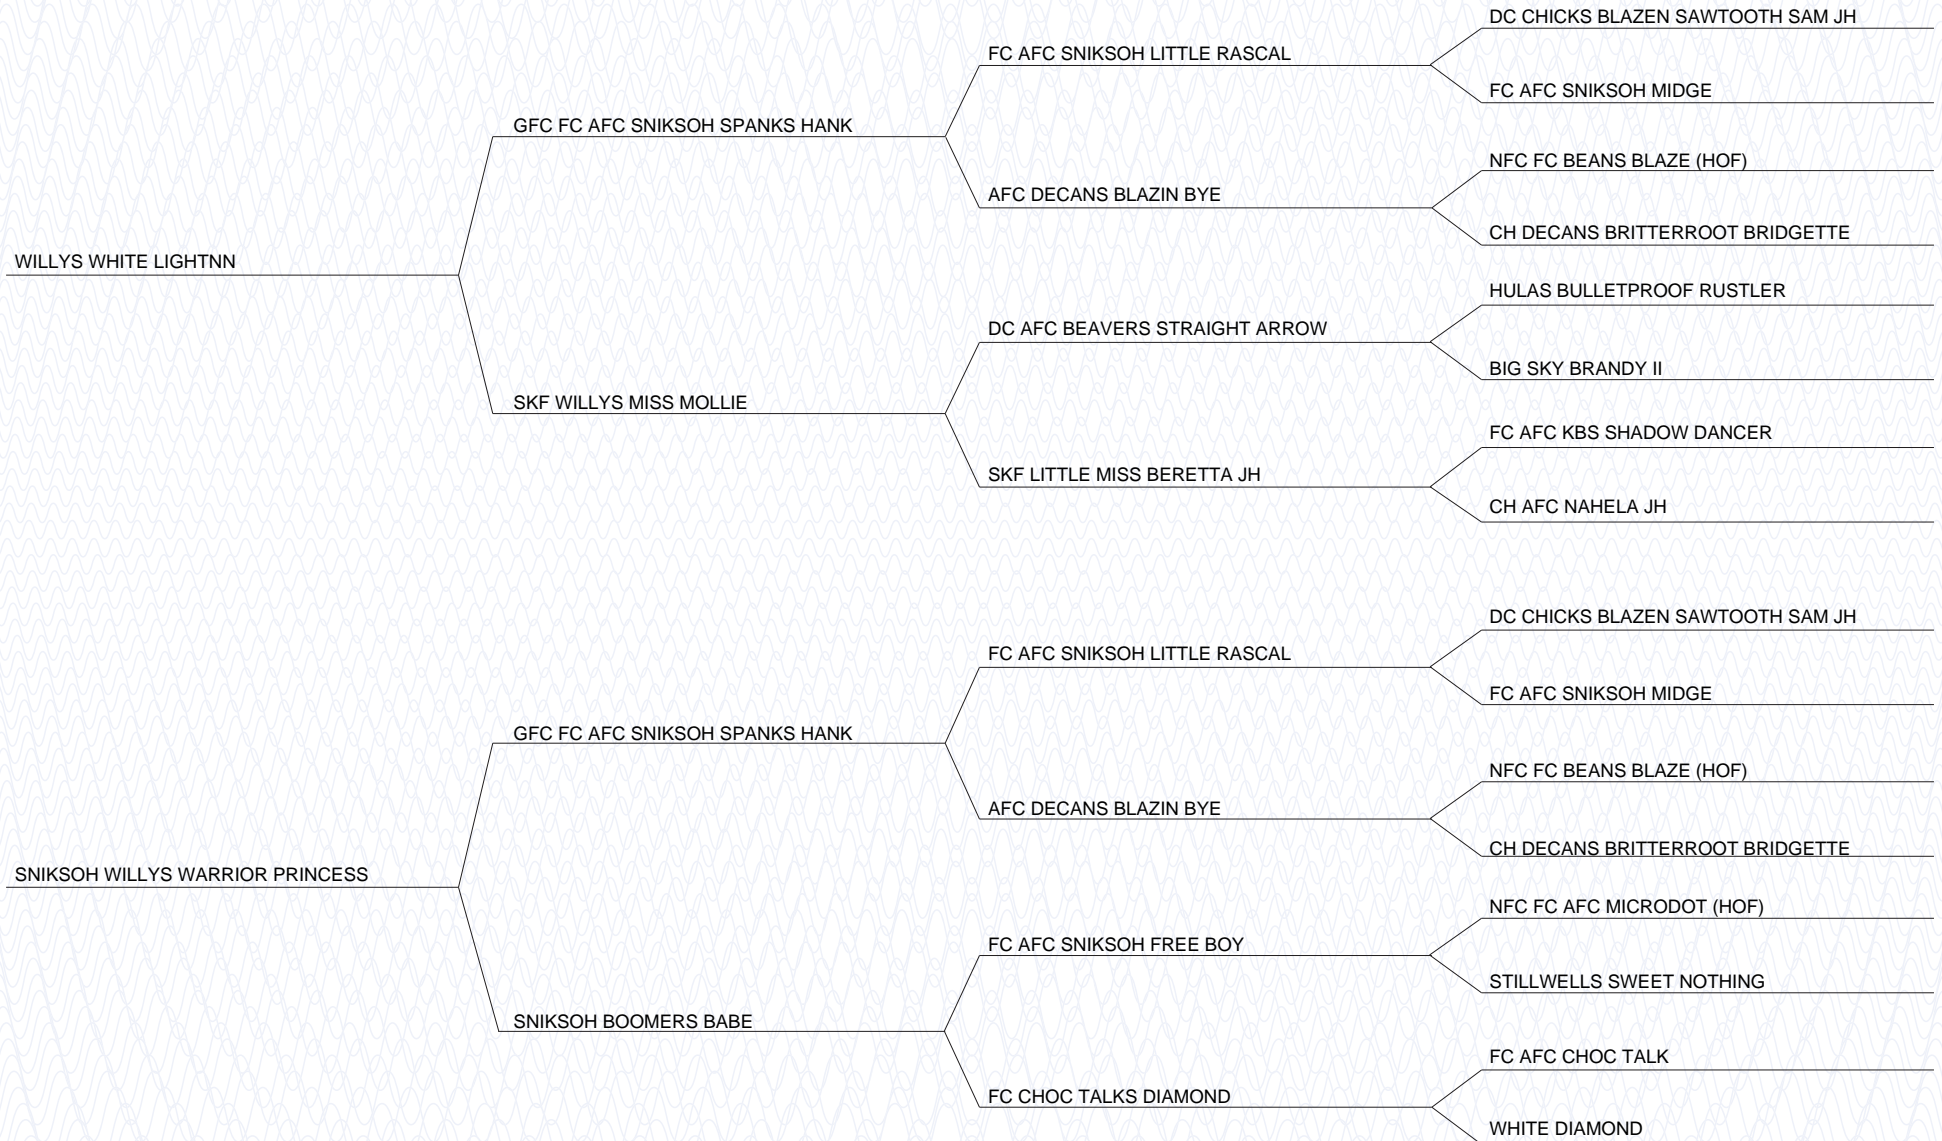 DC CHICKS BLAZEN SAWTOOTH SAM JH
FC AFC SNIKSOH LITTLE RASCAL
FC AFC SNIKSOH MIDGE
GFC FC AFC SNIKSOH SPANKS HANK
NFC FC BEANS BLAZE (HOF)
AFC DECANS BLAZIN BYE
CH DECANS BRITTERROOT BRIDGETTE
WILLYS WHITE LIGHTNN
HULAS BULLETPROOF RUSTLER
DC AFC BEAVERS STRAIGHT ARROW
BIG SKY BRANDY II
SKF WILLYS MISS MOLLIE
FC AFC KBS SHADOW DANCER
SKF LITTLE MISS BERETTA JH
CH AFC NAHELA JH
DC CHICKS BLAZEN SAWTOOTH SAM JH
FC AFC SNIKSOH LITTLE RASCAL
FC AFC SNIKSOH MIDGE
GFC FC AFC SNIKSOH SPANKS HANK
NFC FC BEANS BLAZE (HOF)
AFC DECANS BLAZIN BYE
CH DECANS BRITTERROOT BRIDGETTE
SNIKSOH WILLYS WARRIOR PRINCESS
NFC FC AFC MICRODOT (HOF)
FC AFC SNIKSOH FREE BOY
STILLWELLS SWEET NOTHING
SNIKSOH BOOMERS BABE
FC AFC CHOC TALK
FC CHOC TALKS DIAMOND
WHITE DIAMOND